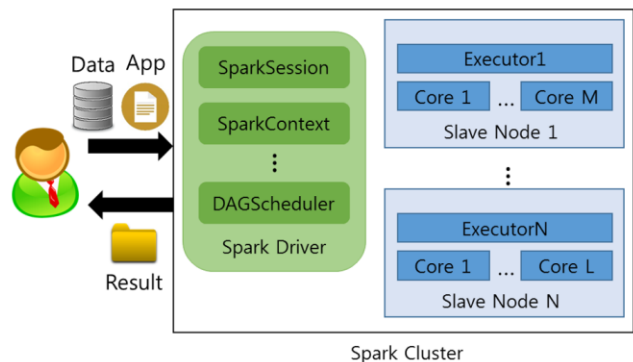 Data App
SparkSession
SparkContext
⋮
DAGScheduler
Spark Driver
Result
Executor1
Core 1 ... Core M
Slave Node 1
⋮
ExecutorN
Core 1 ... Core L
Slave Node N
Spark Cluster